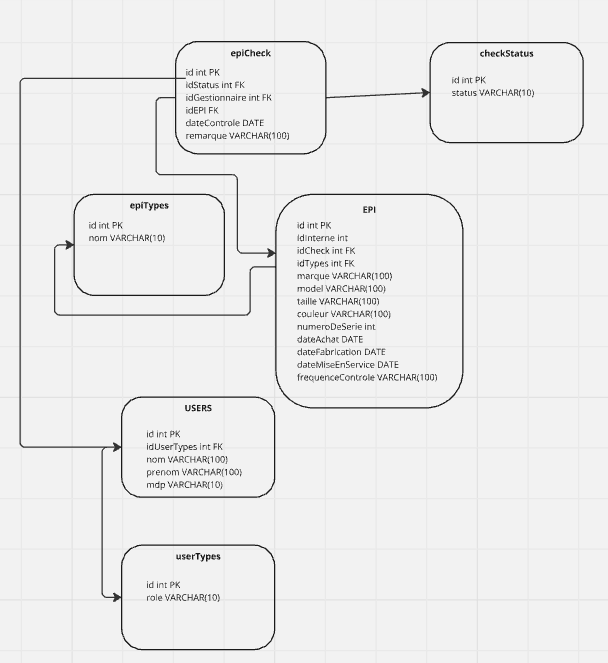 epiCheck
id int PK
idStatus int FK
idGestionnaire int FK
idEPI FK
dateControle DATE
remarque VARCHAR(100)
checkStatus
id int PK
status VARCHAR(10)
epiTypes
id int PK
nom VARCHAR(10)
EPI
id int PK
idInterne int
idCheck int FK
idTypes int FK
marque VARCHAR(100)
model VARCHAR(100)
taille VARCHAR(100)
couleur VARCHAR(100)
numeroDeSerie int
dateAchat DATE
dateFabrication DATE
dateMiseEnService DATE
frequenceControle VARCHAR(100)
USERS
id int PK
idUserTypes int FK
nom VARCHAR(100)
prenom VARCHAR(100)
mdp VARCHAR(10)
userTypes
id int PK
role VARCHAR(10)